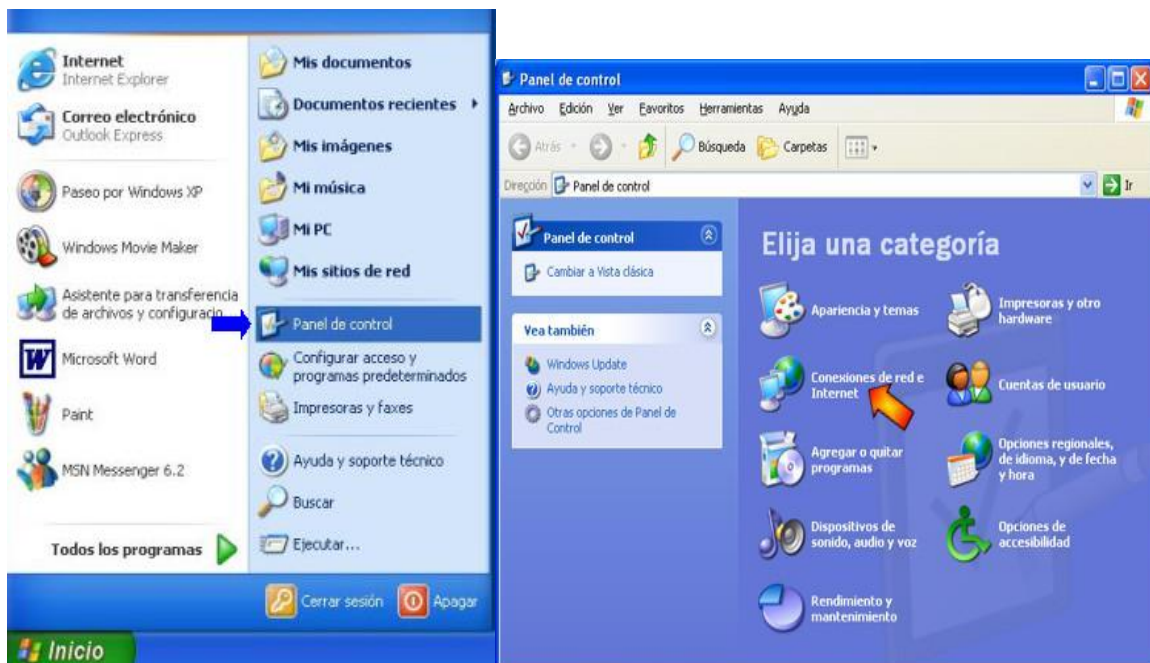 Internet
Internet Explorer
Correo electrónico
Outlook Express
Paseo por Windows XP
Windows Movie Maker
Asistente para transferencia
de archivos y configuracio
Microsoft Word
Paint
MSN Messenger 6.2
Todos los programas
Mis documentos
Documentos recientes
Mis imágenes
Mi música
Mi PC
Mis sitios de red
Panel de control
Configurar acceso y
programas predeterminados
Impresoras y faxes
Ayuda y soporte técnico
Buscar
Ejecutar...
Cerrar sesión
Apagar
Inicio
Panel de control
Archivo Edición Ver Favoritos Herramientas Ayuda
Atrás Búsqueda Carpetas
Dirección Panel de control Ir
Panel de control
Cambiar a Vista clásica
Vea también
Windows Update
Ayuda y soporte técnico
Otras opciones de Panel de
Control
Elija una categoría
Apariencia y temas
Impresoras y otro
hardware
Conexiones de red e
Internet
Cuentas de usuario
Agregar o quitar
programas
Opciones regionales,
de idioma, y de fecha
y hora
Dispositivos de
sonido, audio y voz
Opciones de
accesibilidad
Rendimiento y
mantenimiento